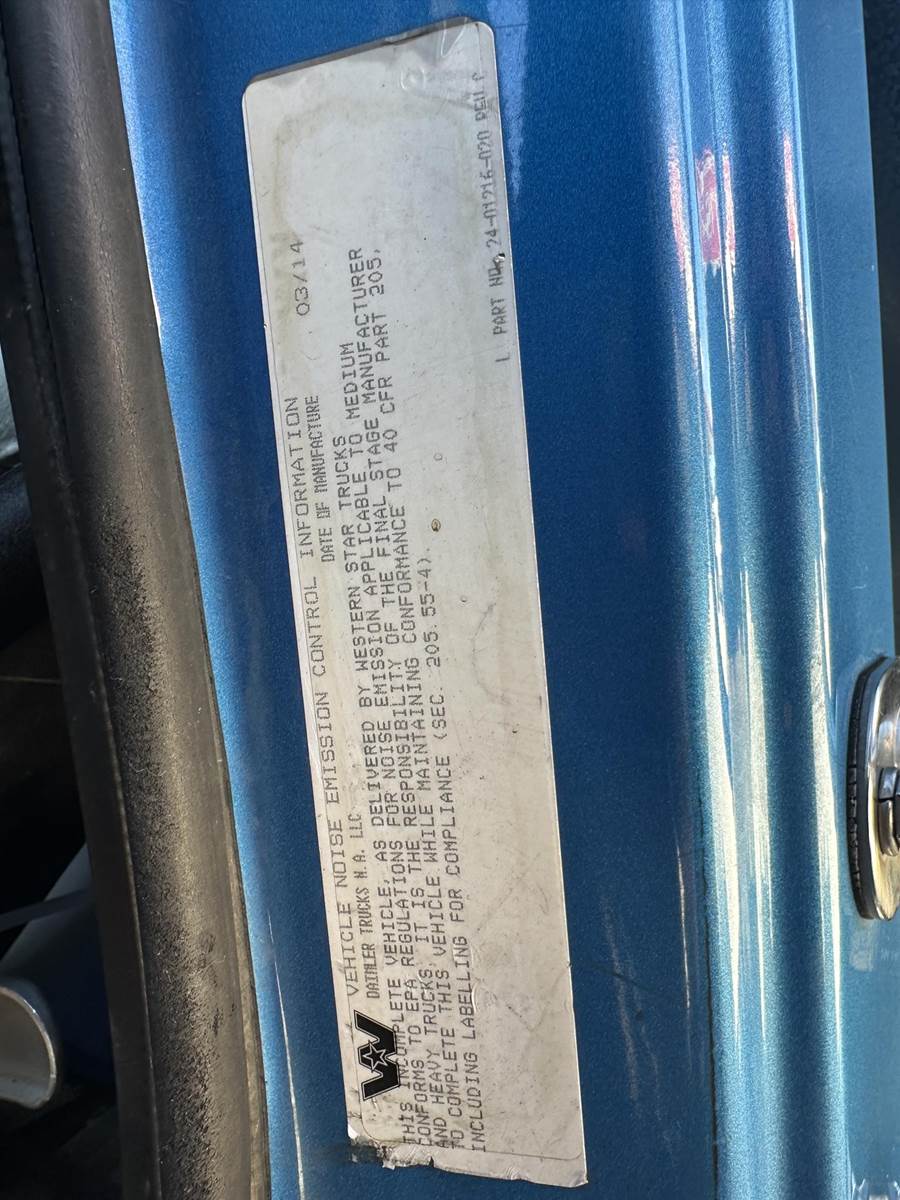 VEHICLE NOISE EMISSION CONTROL INFORMATION
DAIMLER TRUCKS N.A. LLC DATE OF MANUFACTURE 03/14
THIS INCOMPLETE VEHICLE, AS DELIVERED BY WESTERN STAR TRUCKS
CONFORMS TO EPA REGULATIONS FOR NOISE EMISSION APPLICABLE TO MEDIUM
AND HEAVY TRUCKS. IT IS THE RESPONSIBILITY OF THE FINAL STAGE MANUFACTURER
TO COMPLETE THIS VEHICLE WHILE MAINTAINING CONFORMANCE TO 40 CFR PART 205,
INCLUDING LABELLING FOR COMPLIANCE (SEC. 205.55-4).
L PART NO. 24-01216-020 REV C